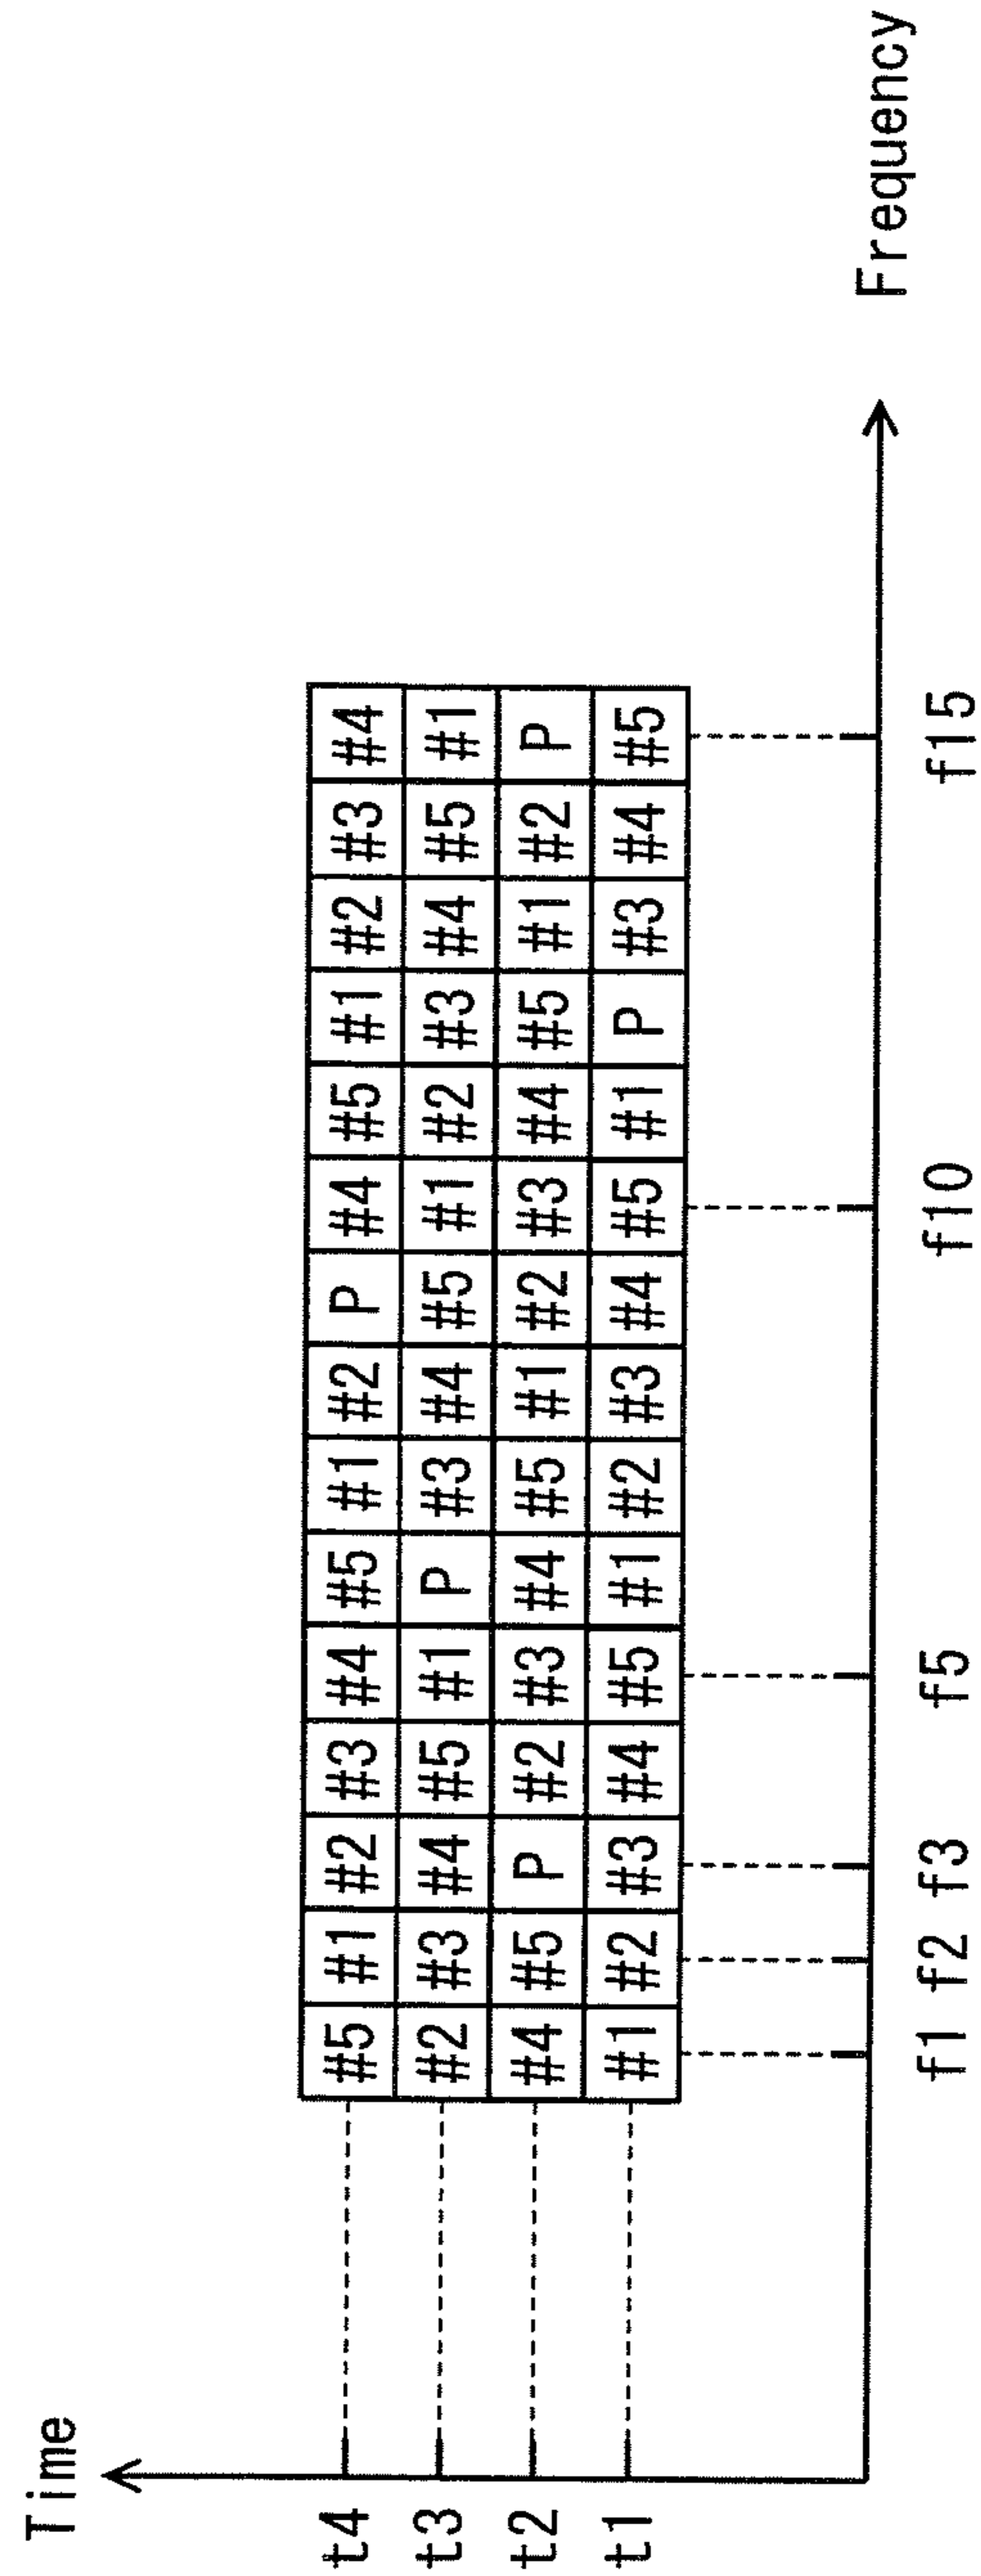 Time
t4 #5 #1 #2 #3 #4 #5 #1 #2 P #4 #5 #1 #2 #3 #4
t3 #2 #3 #4 #5 #1 P #3 #4 #5 #1 #2 #3 #4 #5 #1
t2 #4 #5 P #2 #3 #4 #5 #1 #2 #3 #4 #5 #1 #2 P
t1 #1 #2 #3 #4 #5 #1 #2 #3 #4 #5 #1 P #3 #4 #5
Frequency
f1 f2 f3 f5 f10 f15